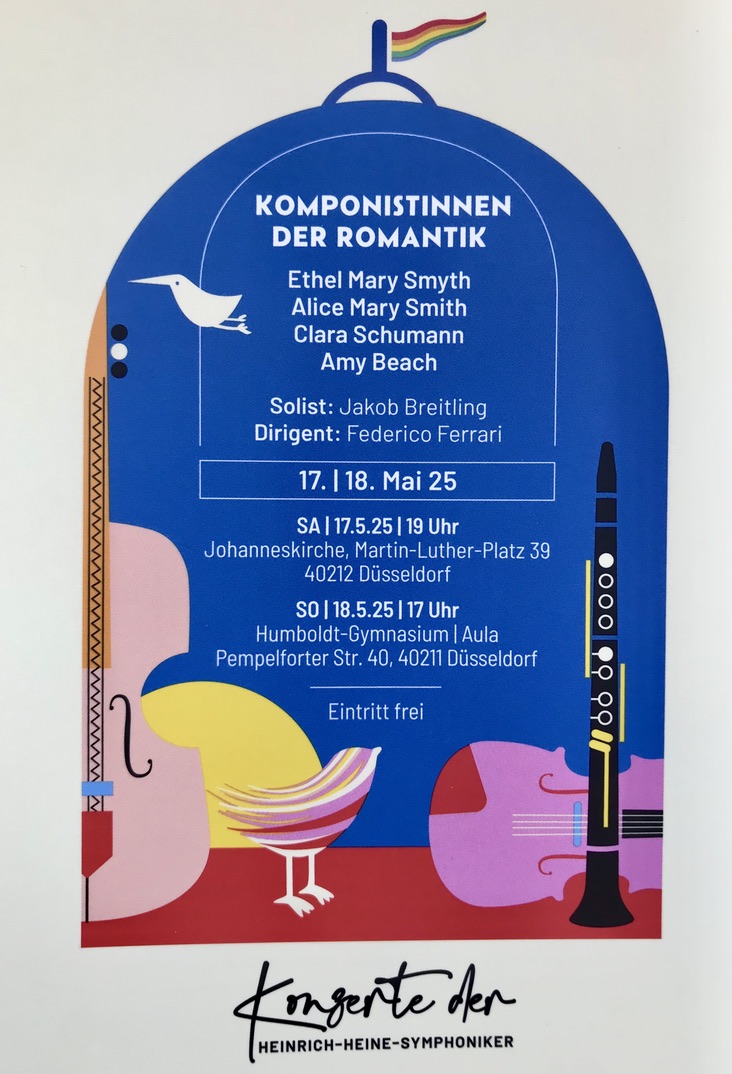 KOMPONISTINNEN
DER ROMANTIK
Ethel Mary Smyth
Alice Mary Smith
Clara Schumann
Amy Beach
Solist: Jakob Breitling
Dirigent: Federico Ferrari
17. | 18. Mai 25
SA | 17.5.25 | 19 Uhr
Johanneskirche, Martin-Luther-Platz 39
40212 Düsseldorf
SO | 18.5.25 | 17 Uhr
Humboldt-Gymnasium | Aula
Pempelforter Str. 40, 40211 Düsseldorf
Eintritt frei
Konzerte der
HEINRICH-HEINE-SYMPHONIKER